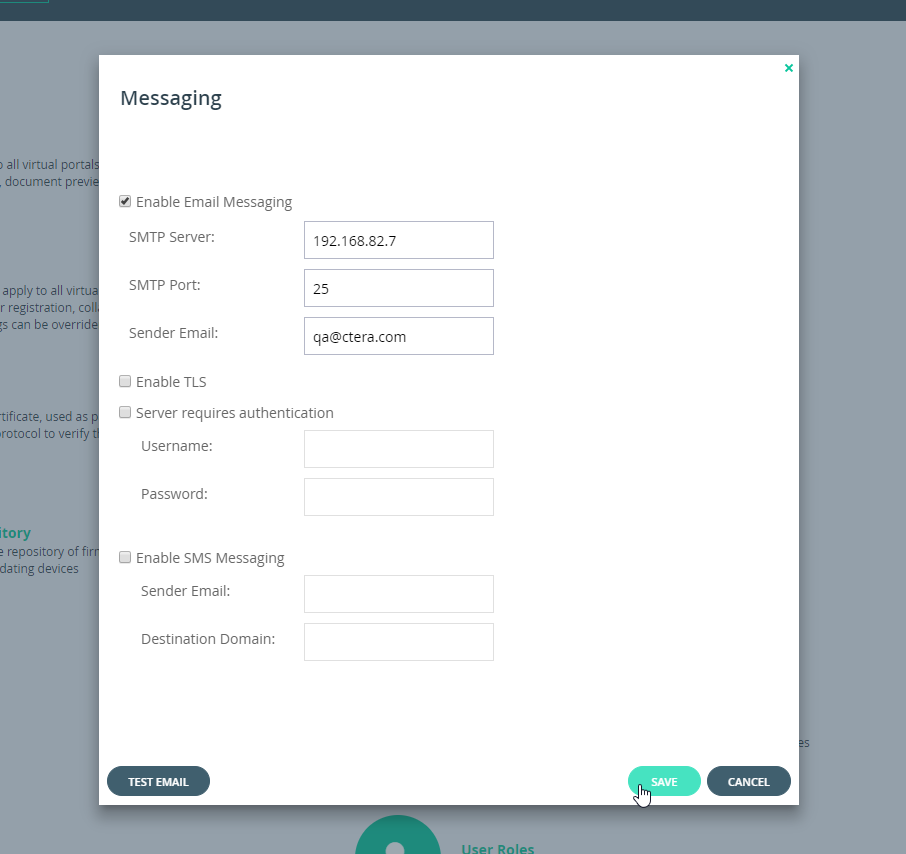 Messaging
o all virtual portals
, document previe
Enable Email Messaging
SMTP Server:
192.168.82.7
SMTP Port:
25
apply to all virtua
r registration, coll
gs can be override
Sender Email:
qa@ctera.com
Enable TLS
Server requires authentication
rtificate, used as p
protocol to verify th
Username:
Password:
itory
e repository of firm
dating devices
Enable SMS Messaging
Sender Email:
Destination Domain:
es
TEST EMAIL
SAVE
CANCEL
User Roles